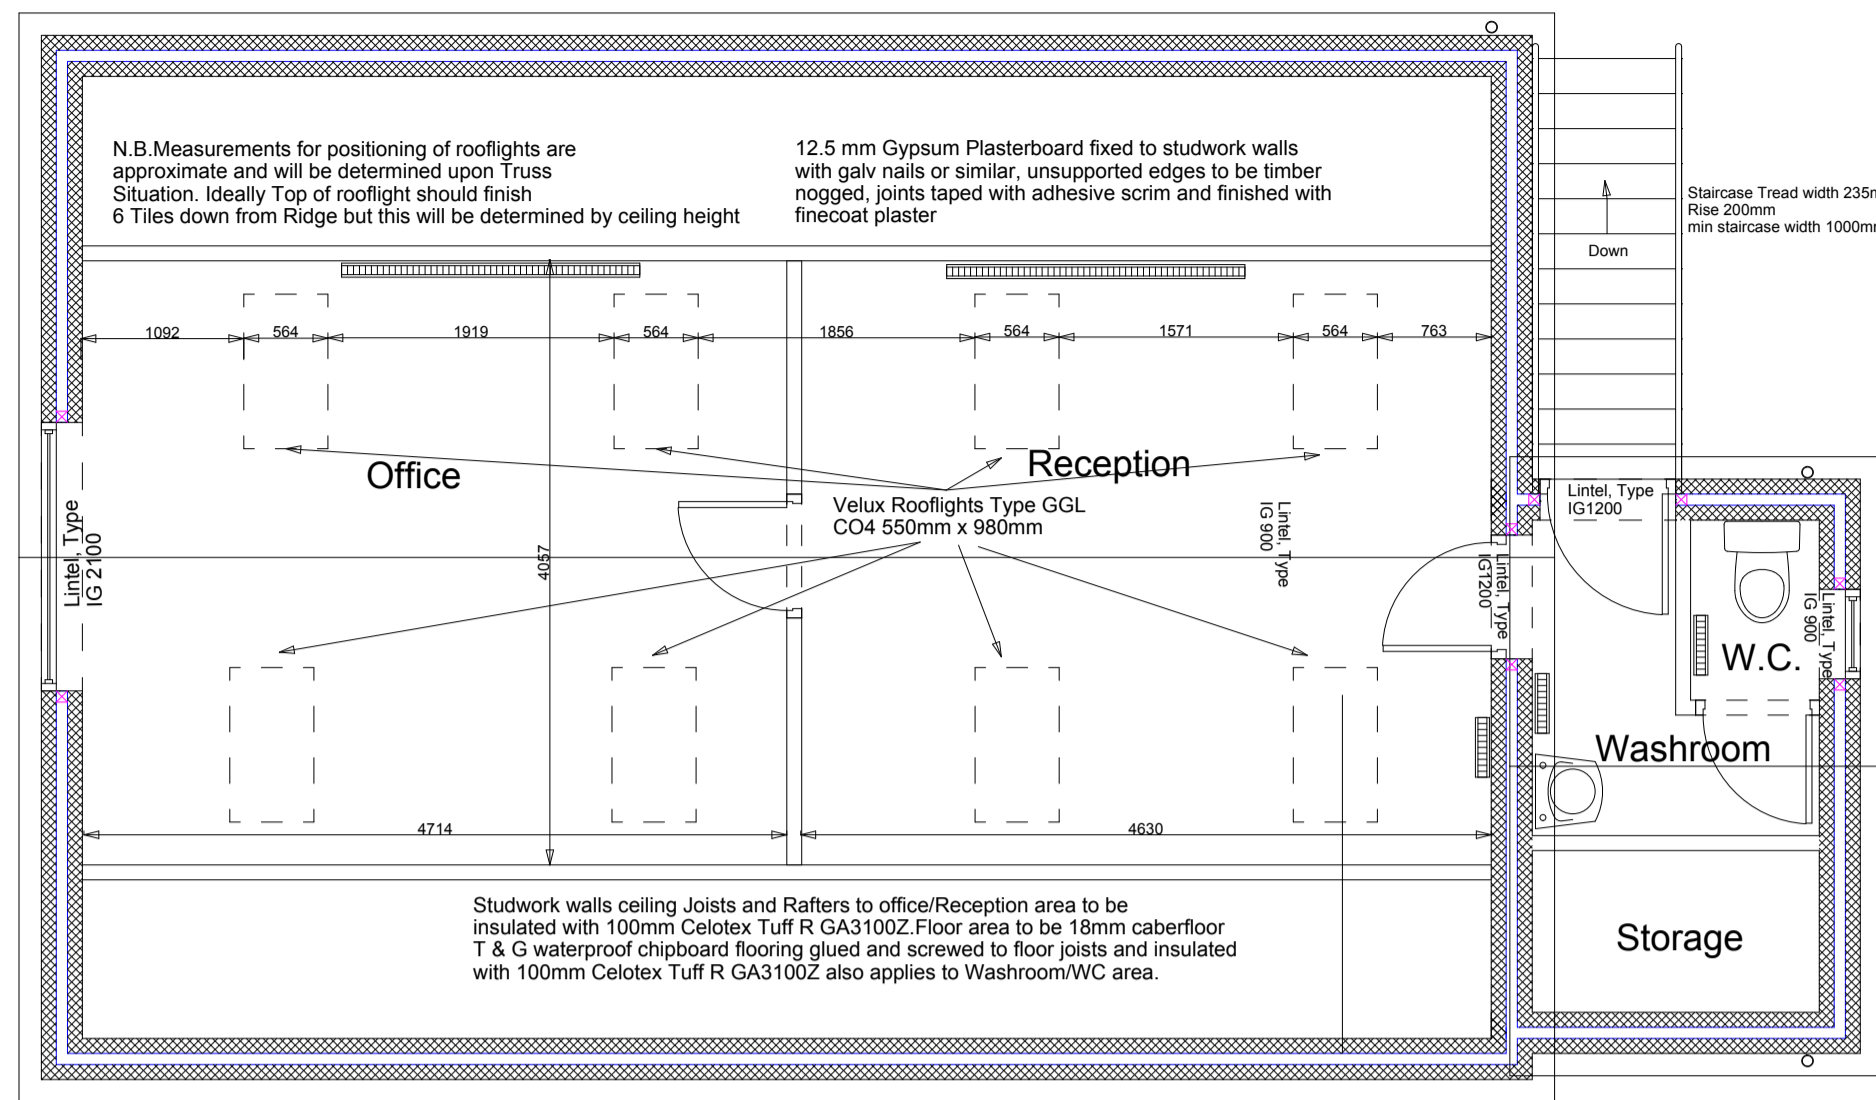 N.B.Measurements for positioning of rooflights are
approximate and will be determined upon Truss
Situation. Ideally Top of rooflight should finish
6 Tiles down from Ridge but this will be determined by ceiling height
12.5 mm Gypsum Plasterboard fixed to studwork walls
with galv nails or similar, unsupported edges to be timber
nogged, joints taped with adhesive scrim and finished with
finecoat plaster
Staircase Tread width 235m
Rise 200mm
min staircase width 1000mm
Down
1092
564
1919
564
1856
564
1571
564
763
Office
Reception
Velux Rooflights Type GGL
CO4 550mm x 980mm
Lintel, Type
IG 2100
4057
Lintel, Type
IG 900
Lintel, Type
IG1200
Lintel, Type
IG1200
Lintel, Type
IG 900
W.C.
Washroom
4714
4630
Studwork walls ceiling Joists and Rafters to office/Reception area to be
insulated with 100mm Celotex Tuff R GA3100Z.Floor area to be 18mm caberfloor
T & G waterproof chipboard flooring glued and screwed to floor joists and insulated
with 100mm Celotex Tuff R GA3100Z also applies to Washroom/WC area.
Storage